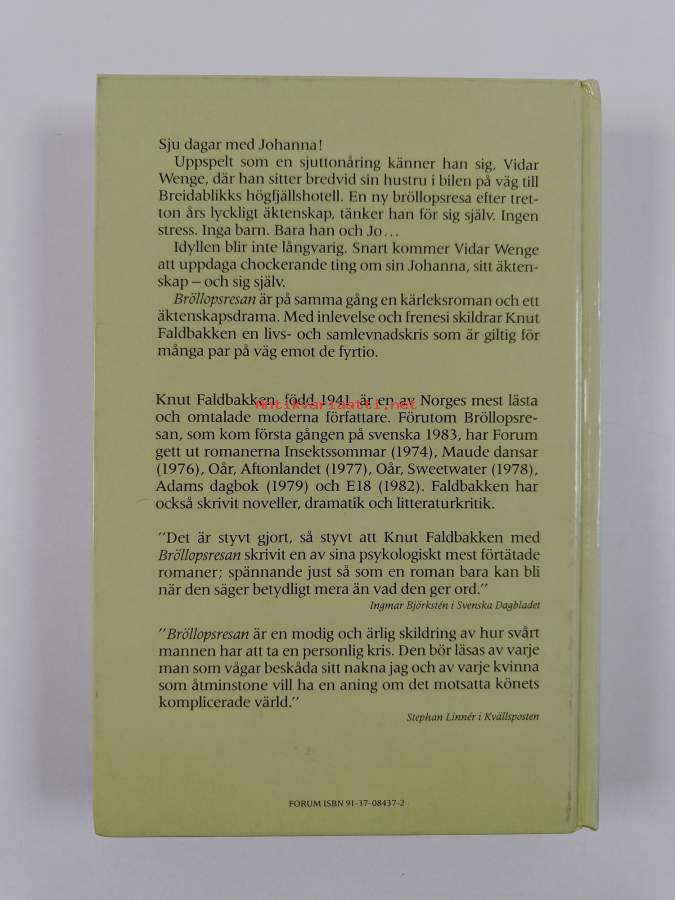 Sju dagar med Johanna!
Uppspelt som en sjuttonåring känner han sig, Vidar
Wenge, där han sitter bredvid sin hustru i bilen på väg till
Breidablikks högfjällshotell. En ny bröllopsresa efter tret-
ton års lyckligt äktenskap, tänker han för sig själv. Ingen
stress. Inga barn. Bara han och Jo...
Idyllen blir inte långvarig. Snart kommer Vidar Wenge
att uppdaga chockerande ting om sin Johanna, sitt äkten-
skap – och sig själv.
Bröllopsresan är på samma gång en kärleksroman och ett
äktenskapsdrama. Med inlevelse och frenesi skildrar Knut
Faldbakken en livs- och samlevnadskris som är giltig för
många par på väg emot de fyrtio.
Knut Faldbakken, född 1941, är en av Norges mest lästa
Antikvariaatti.net
och omtalade moderna författare. Förutom Bröllopsre-
san, som kom första gången på svenska 1983, har Forum
gett ut romanerna Insektssommar (1974), Maude dansar
(1976), Oår, Aftonlandet (1977), Oår, Sweetwater (1978),
Adams dagbok (1979) och E18 (1982). Faldbakken har
också skrivit noveller, dramatik och litteraturkritik.
"Det är styvt gjort, så styvt att Knut Faldbakken med
Bröllopsresan skrivit en av sina psykologiskt mest förtätade
romaner; spännande just så som en roman bara kan bli
när den säger betydligt mera än vad den ger ord."
Ingmar Björkstén i Svenska Dagbladet
"Bröllopsresan är en modig och ärlig skildring av hur svårt
mannen har att ta en personlig kris. Den bör läsas av varje
man som vågar beskåda sitt nakna jag och av varje kvinna
som åtminstone vill ha en aning om det motsatta könets
komplicerade värld."
Stephan Linnér i Kvällsposten
FORUM ISBN 91-37-08437-2